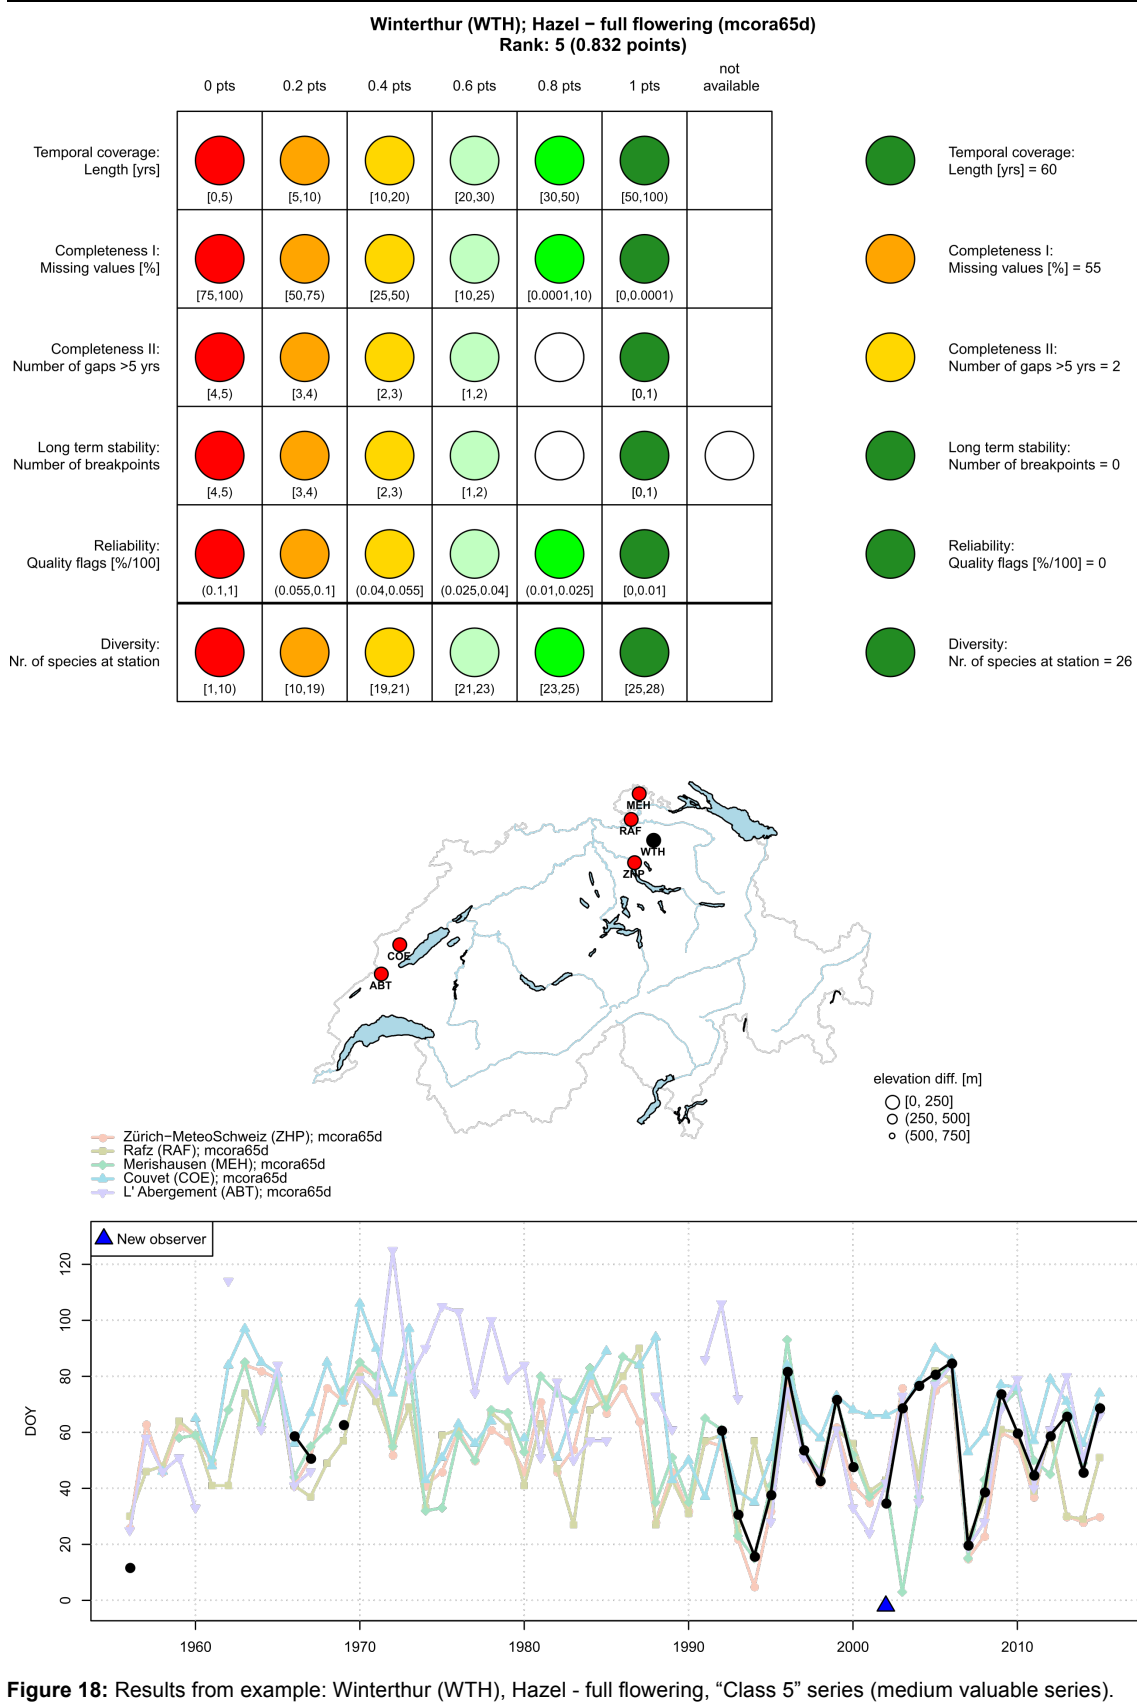 Winterthur (WTH); Hazel − full flowering (mcora65d)
Rank: 5 (0.832 points)
0 pts 0.2 pts 0.4 pts 0.6 pts 0.8 pts 1 pts not available
Temporal coverage:
Length [yrs]
[0,5) [5,10) [10,20) [20,30) [30,50) [50,100)
Temporal coverage:
Length [yrs] = 60
Completeness I:
Missing values [%]
[75,100) [50,75) [25,50) [10,25) [0.0001,10) [0,0.0001)
Completeness I:
Missing values [%] = 55
Completeness II:
Number of gaps >5 yrs
[4,5) [3,4) [2,3) [1,2) [0,1)
Completeness II:
Number of gaps >5 yrs = 2
Long term stability:
Number of breakpoints
[4,5) [3,4) [2,3) [1,2) [0,1)
Long term stability:
Number of breakpoints = 0
Reliability:
Quality flags [%/100]
(0.1,1] (0.055,0.1] (0.04,0.055] (0.025,0.04] (0.01,0.025] [0,0.01]
Reliability:
Quality flags [%/100] = 0
Diversity:
Nr. of species at station
[1,10) [10,19) [19,21) [21,23) [23,25) [25,28)
Diversity:
Nr. of species at station = 26
MEH
RAF
WTH
ZHP
COE
ABT
elevation diff. [m]
[0, 250]
(250, 500]
(500, 750]
Zürich−MeteoSchweiz (ZHP); mcora65d
Rafz (RAF); mcora65d
Merishausen (MEH); mcora65d
Couvet (COE); mcora65d
L' Abergement (ABT); mcora65d
New observer
DOY
120
100
80
60
40
20
0
1960 1970 1980 1990 2000 2010
Figure 18: Results from example: Winterthur (WTH), Hazel - full flowering, “Class 5” series (medium valuable series).